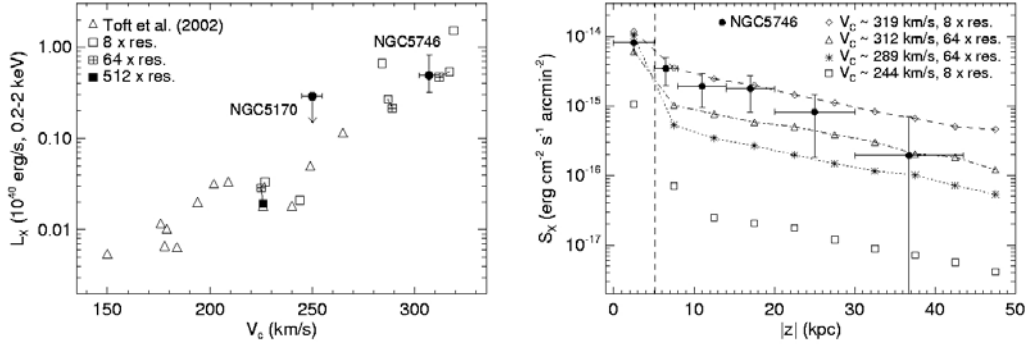 Toft et al. (2002)
8 x res.
64 x res.
512 x res.
NGC5746
NGC5170
1.00
0.10
0.01
L_X (10^40 erg/s, 0.2-2 keV)
150 200 250 300
V_c (km/s)
NGC5746
V_c ~ 319 km/s, 8 x res.
V_c ~ 312 km/s, 64 x res.
V_c ~ 289 km/s, 64 x res.
V_c ~ 244 km/s, 8 x res.
10^-14
10^-15
10^-16
10^-17
S_X (erg cm^-2 s^-1 arcmin^-2)
0 10 20 30 40 50
|z| (kpc)